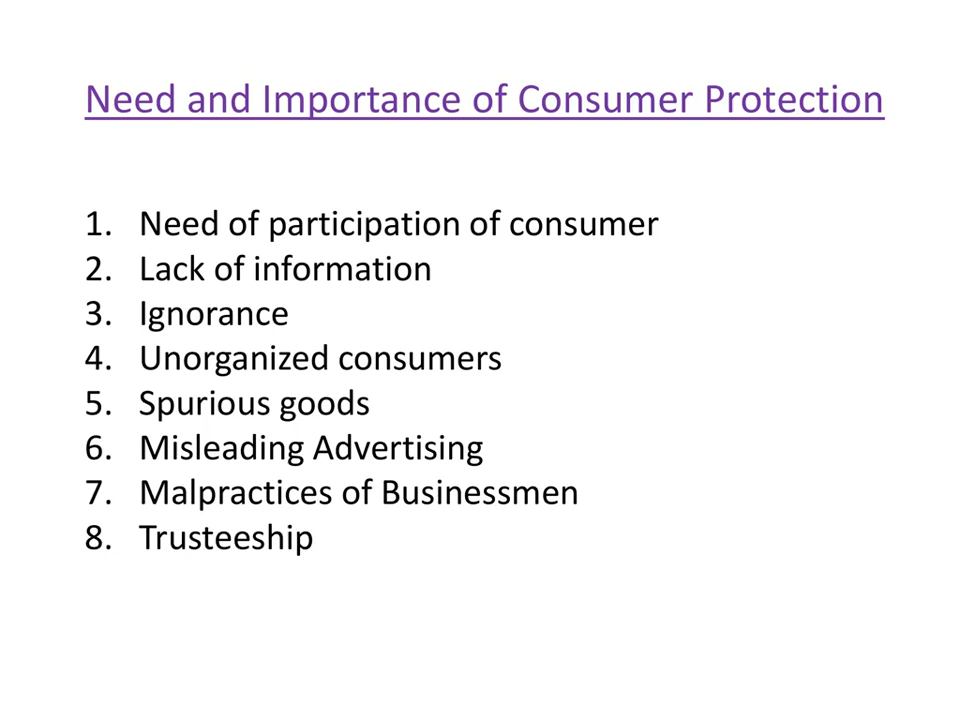 Need and Importance of Consumer Protection
1. Need of participation of consumer
2. Lack of information
3. Ignorance
4. Unorganized consumers
5. Spurious goods
6. Misleading Advertising
7. Malpractices of Businessmen
8. Trusteeship